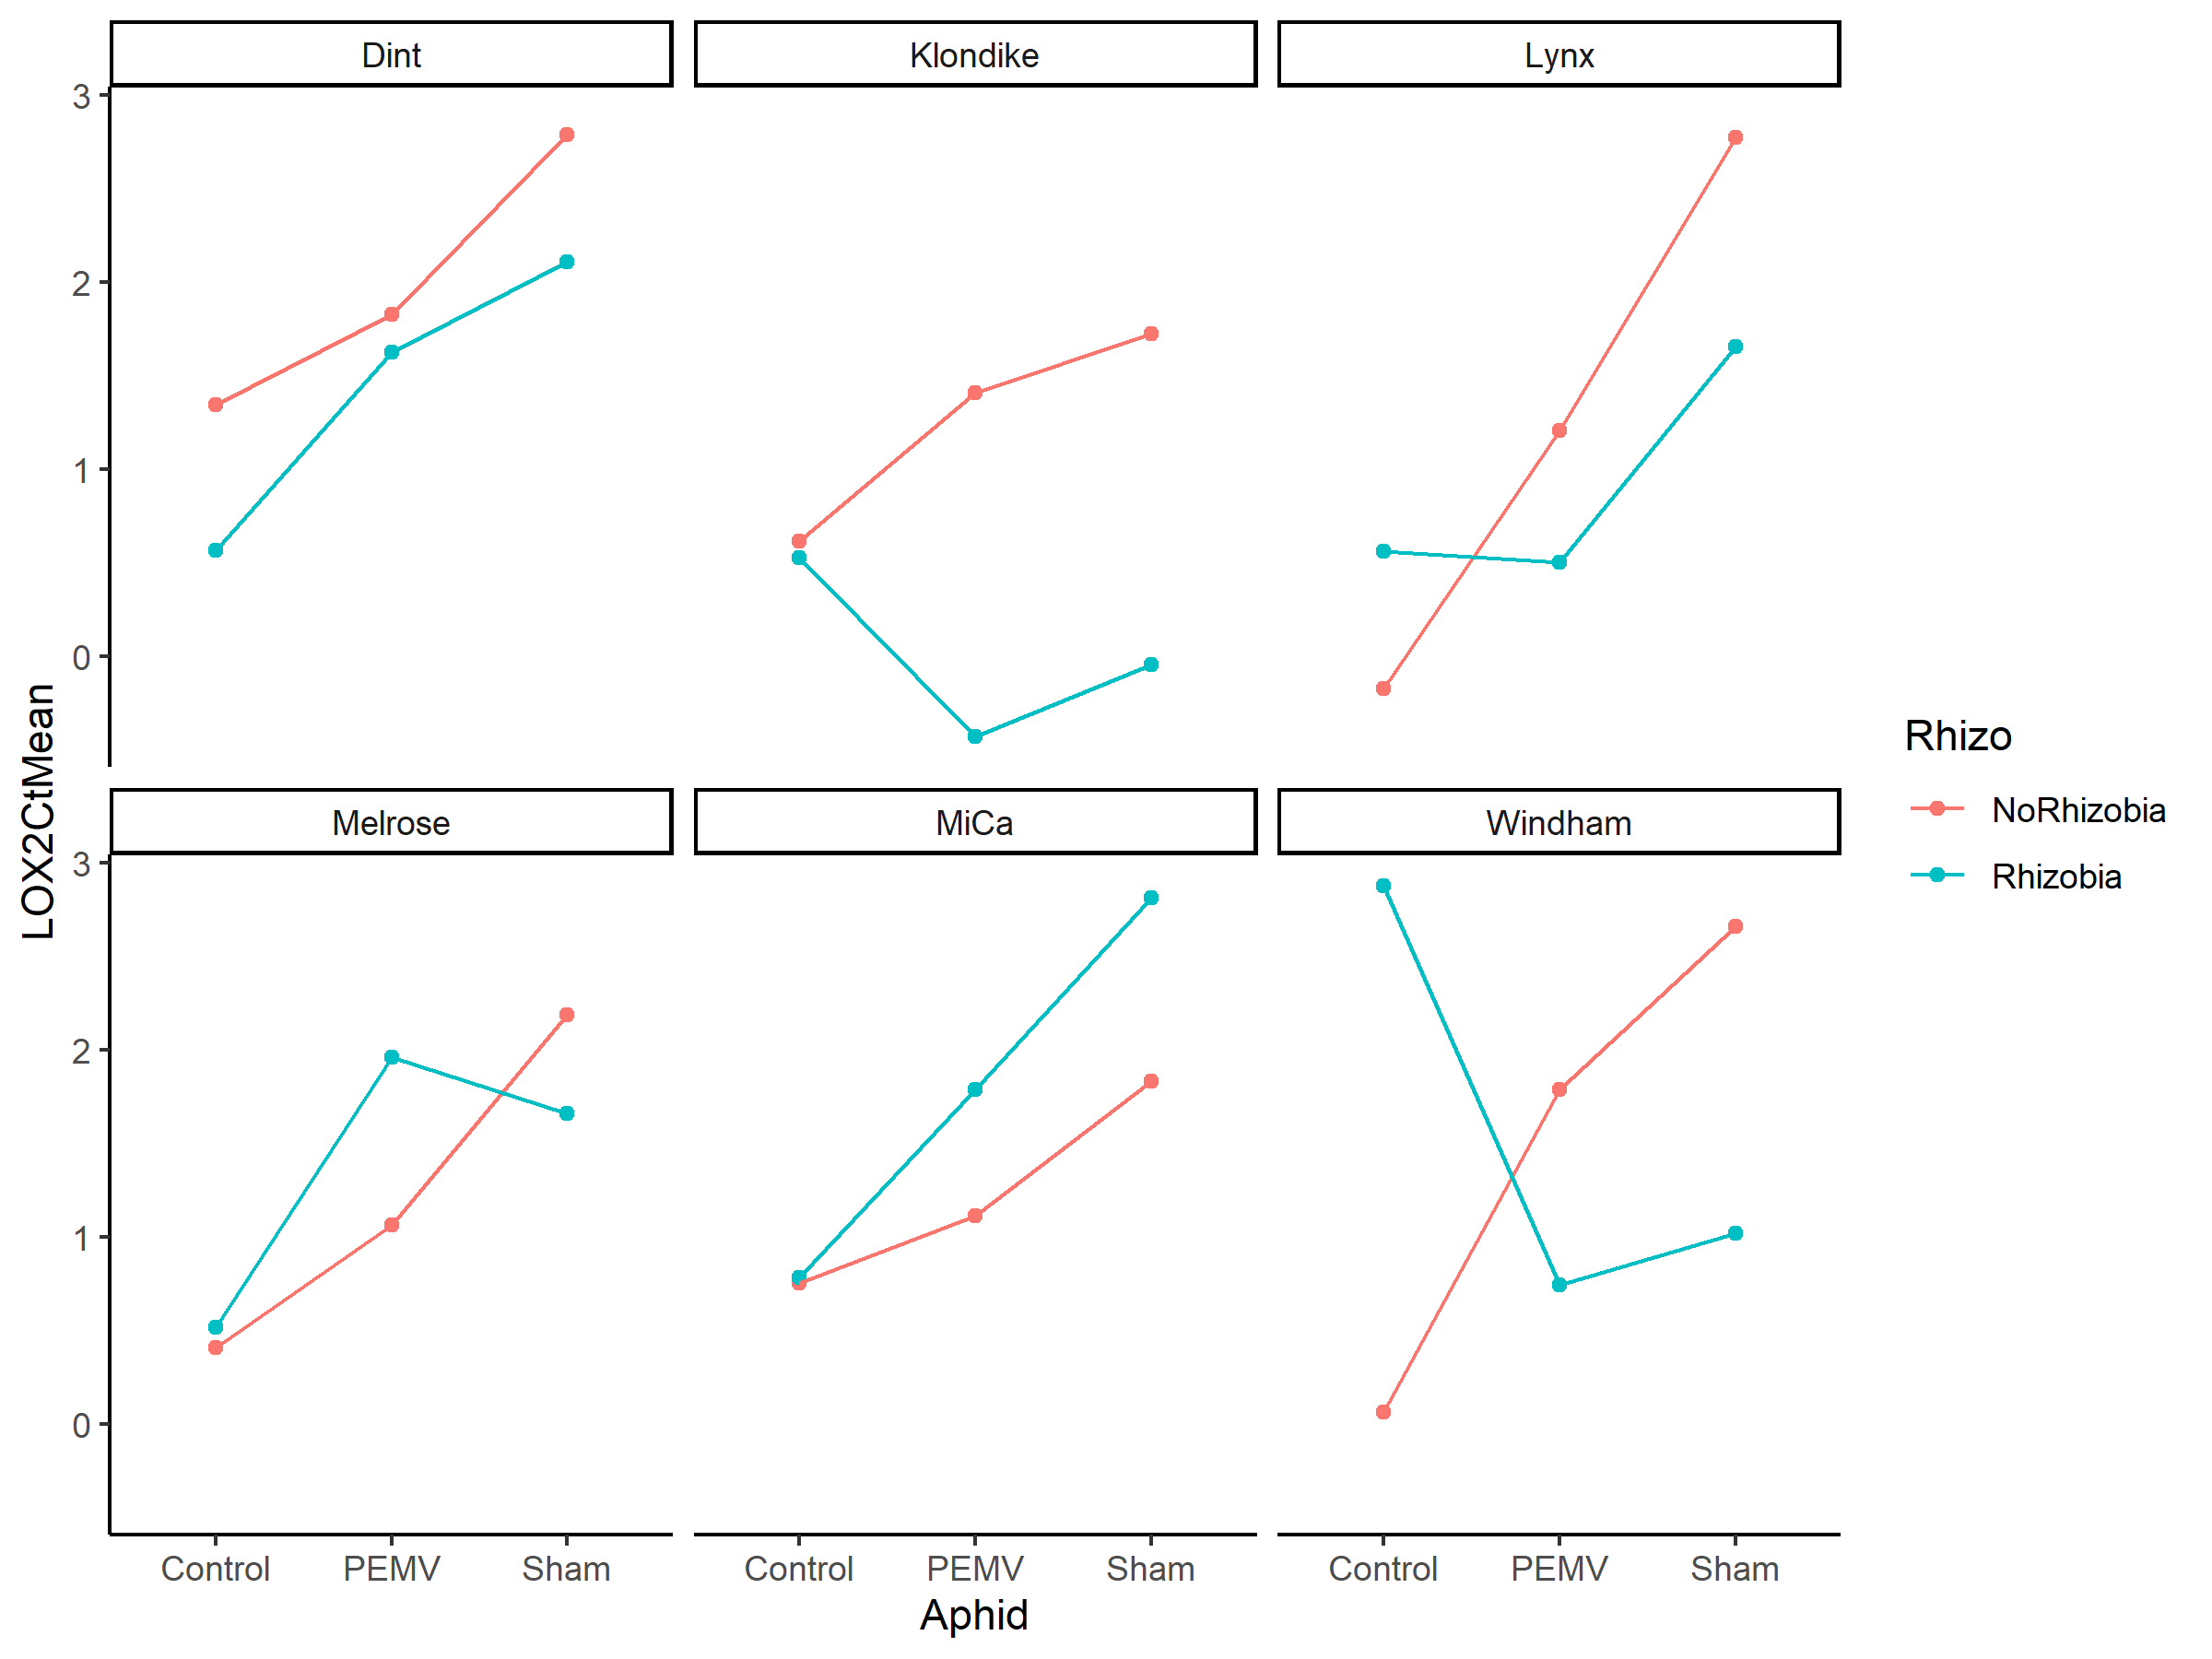 Dint
Klondike
Lynx
3
2
1
0
Melrose
MiCa
Windham
3
2
1
0
LOX2CtMean
Control PEMV Sham
Control PEMV Sham
Control PEMV Sham
Aphid
Rhizo
NoRhizobia
Rhizobia